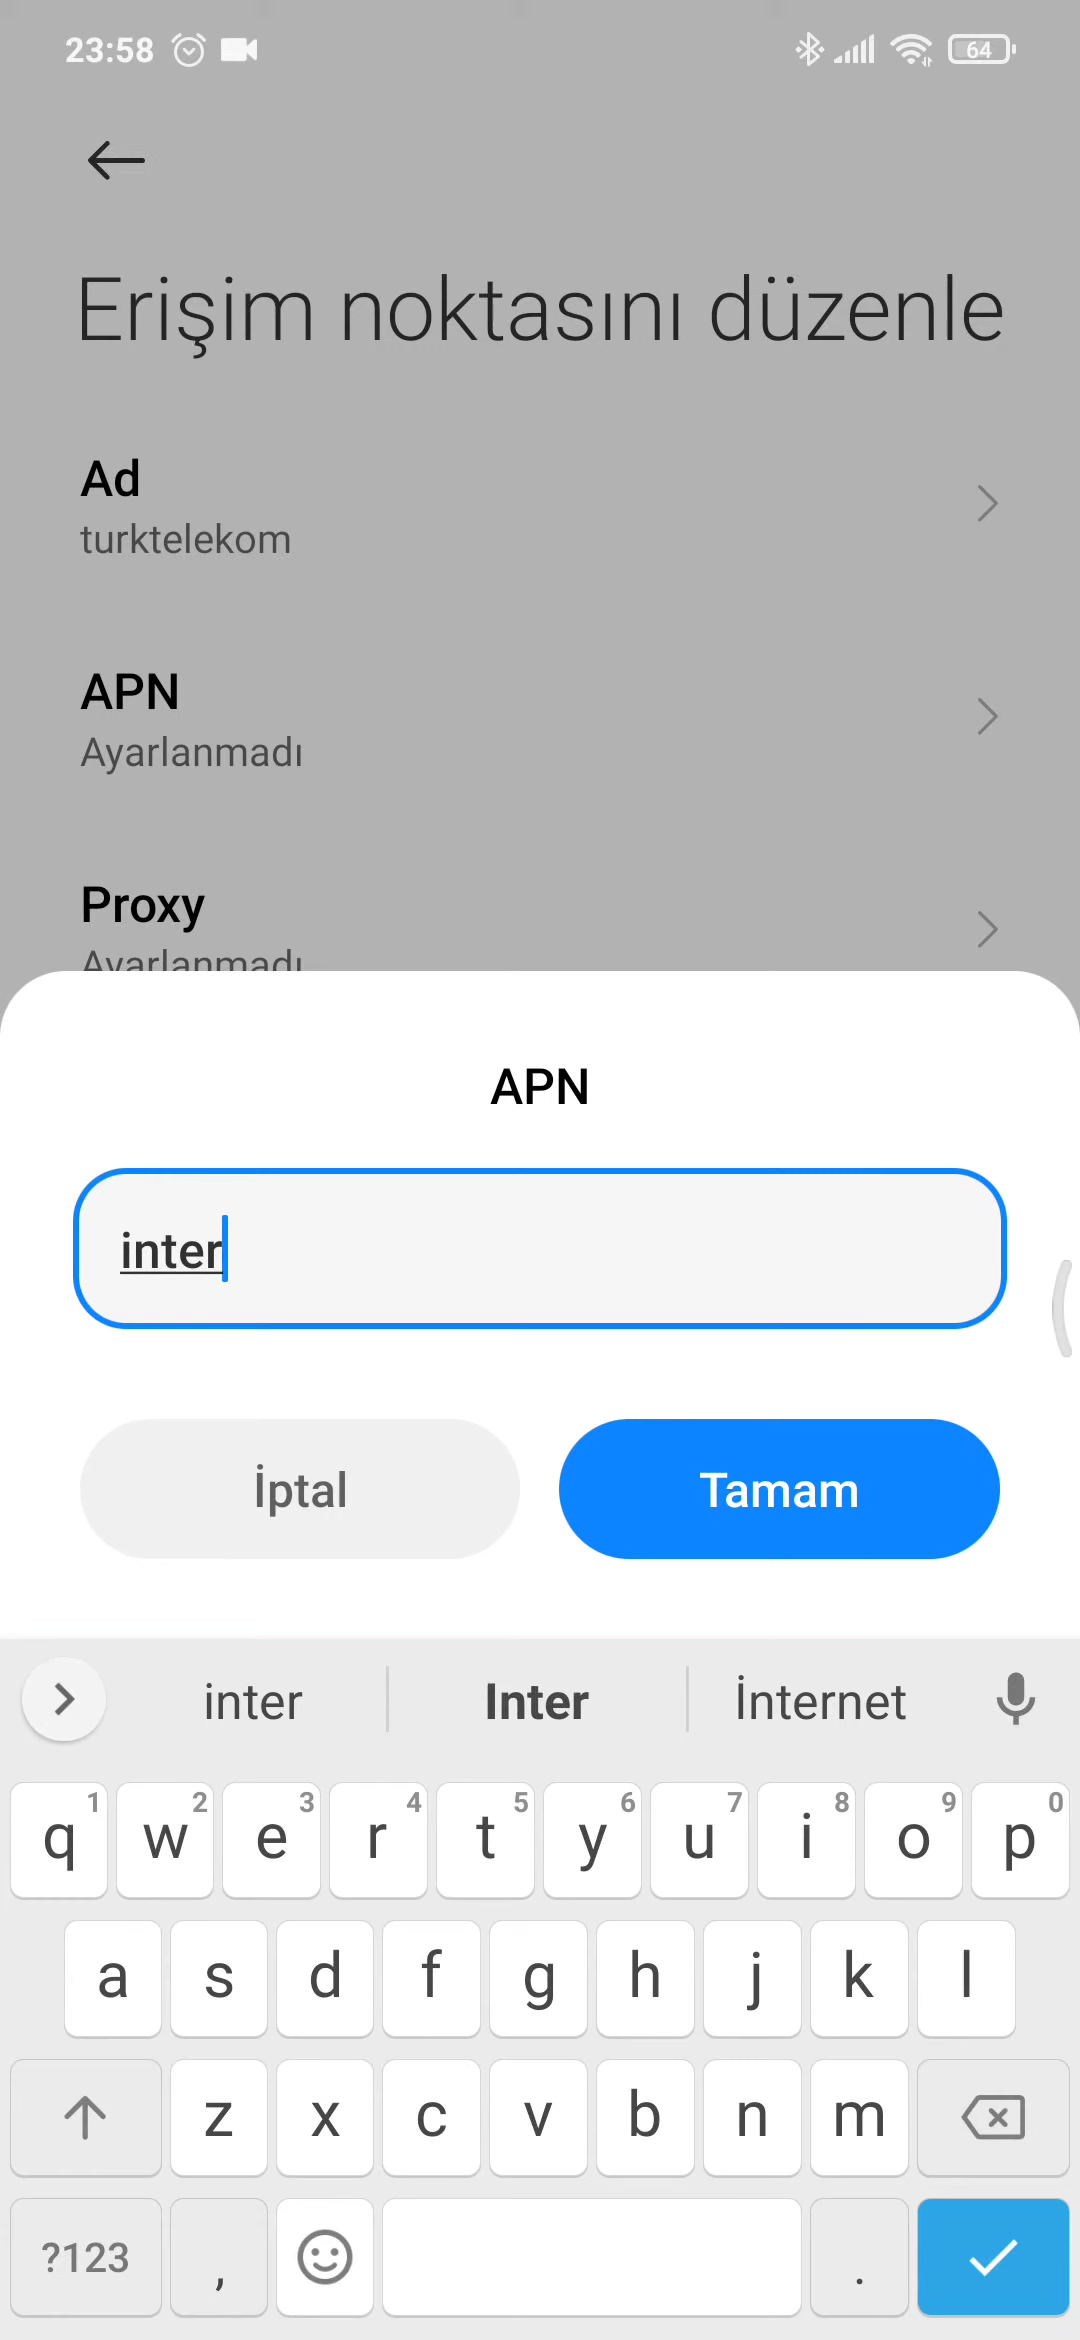 23:58
64
Erişim noktasını düzenle
Ad
turktelekom
APN
Ayarlanmadı
Proxy
Ayarlanmadı
APN
inter
İptal Tamam
inter Inter İnternet
1 2 3 4 5 6 7 8 9 0
q w e r t y u i o p
a s d f g h j k l
z x c v b n m
?123 , .